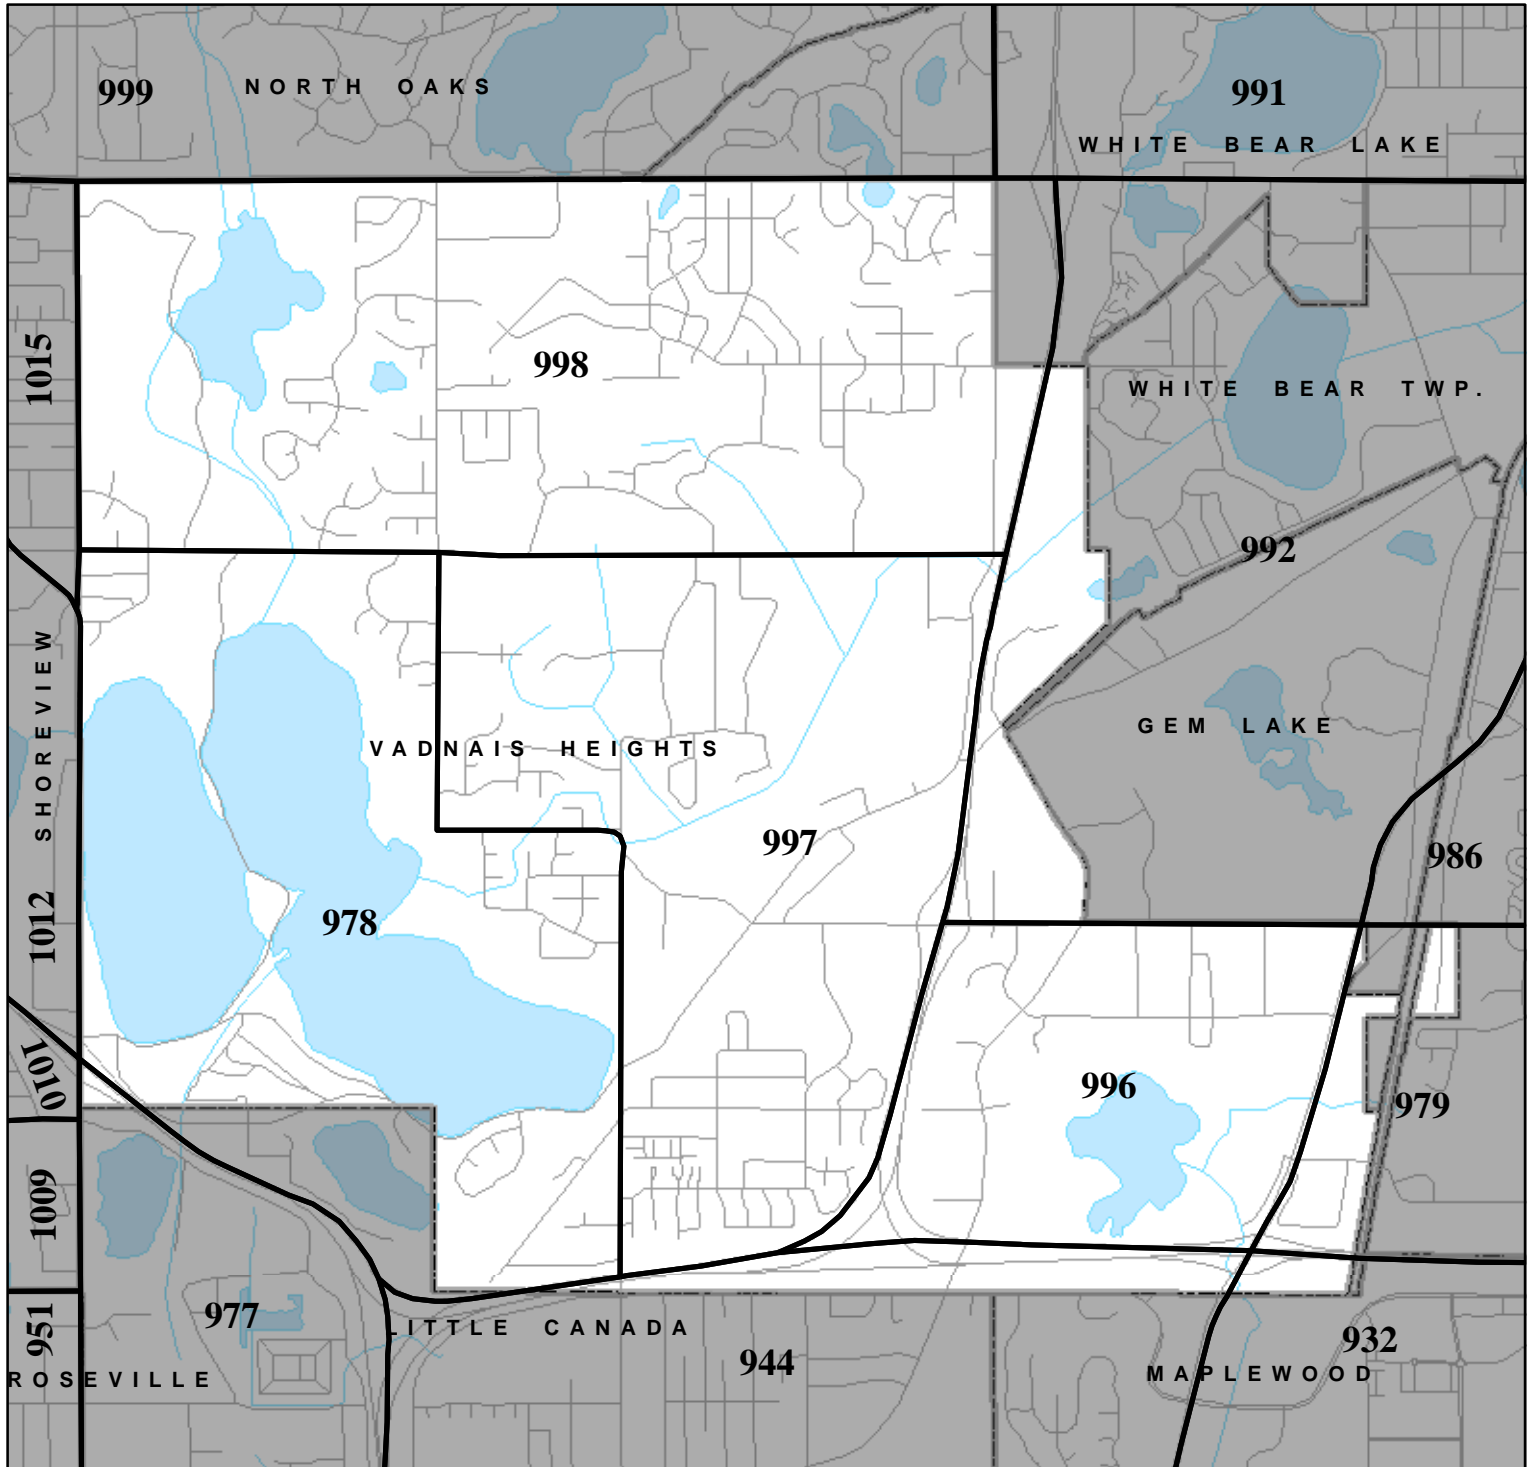 999
NORTH OAKS
991
WHITE BEAR LAKE
1015
998
WHITE BEAR TWP.
992
SHOREVIEW
VADNAIS HEIGHTS
GEM LAKE
997
986
978
1012
1010
996
979
1009
977
951
LITTLE CANADA
944
932
ROSEVILLE
MAPLEWOOD